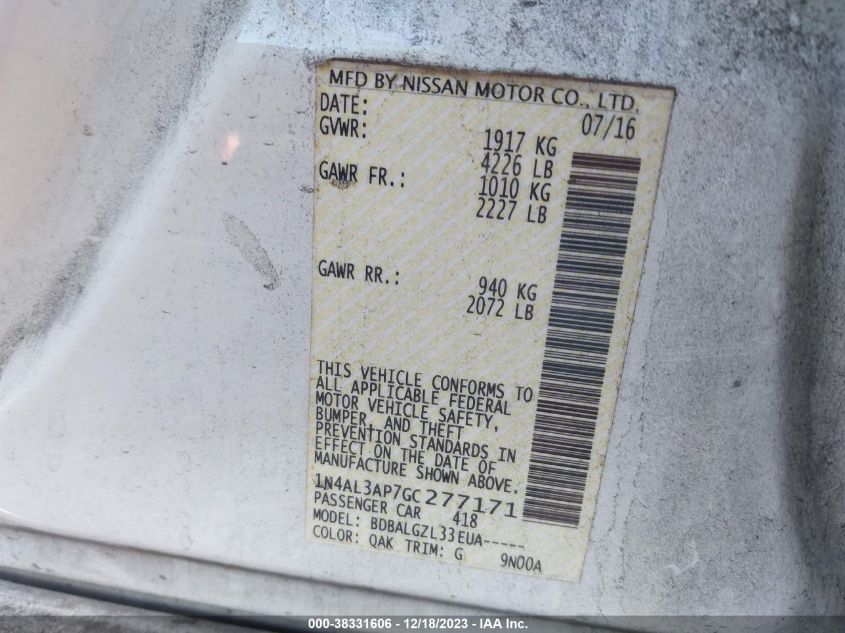 MFD BY NISSAN MOTOR CO., LTD.
DATE: 07/16
GVWR: 1917 KG
4226 LB
GAWR FR.: 1010 KG
2227 LB
GAWR RR.: 940 KG
2072 LB
THIS VEHICLE CONFORMS TO
ALL APPLICABLE FEDERAL
MOTOR VEHICLE SAFETY,
BUMPER, AND THEFT
PREVENTION STANDARDS IN
EFFECT ON THE DATE OF
MANUFACTURE SHOWN ABOVE.
1N4AL3AP7GC277171
PASSENGER CAR 418
MODEL: BDBALGZL33EUA-----
COLOR: QAK TRIM: G 9N00A
000-38331606 - 12/18/2023 - IAA Inc.